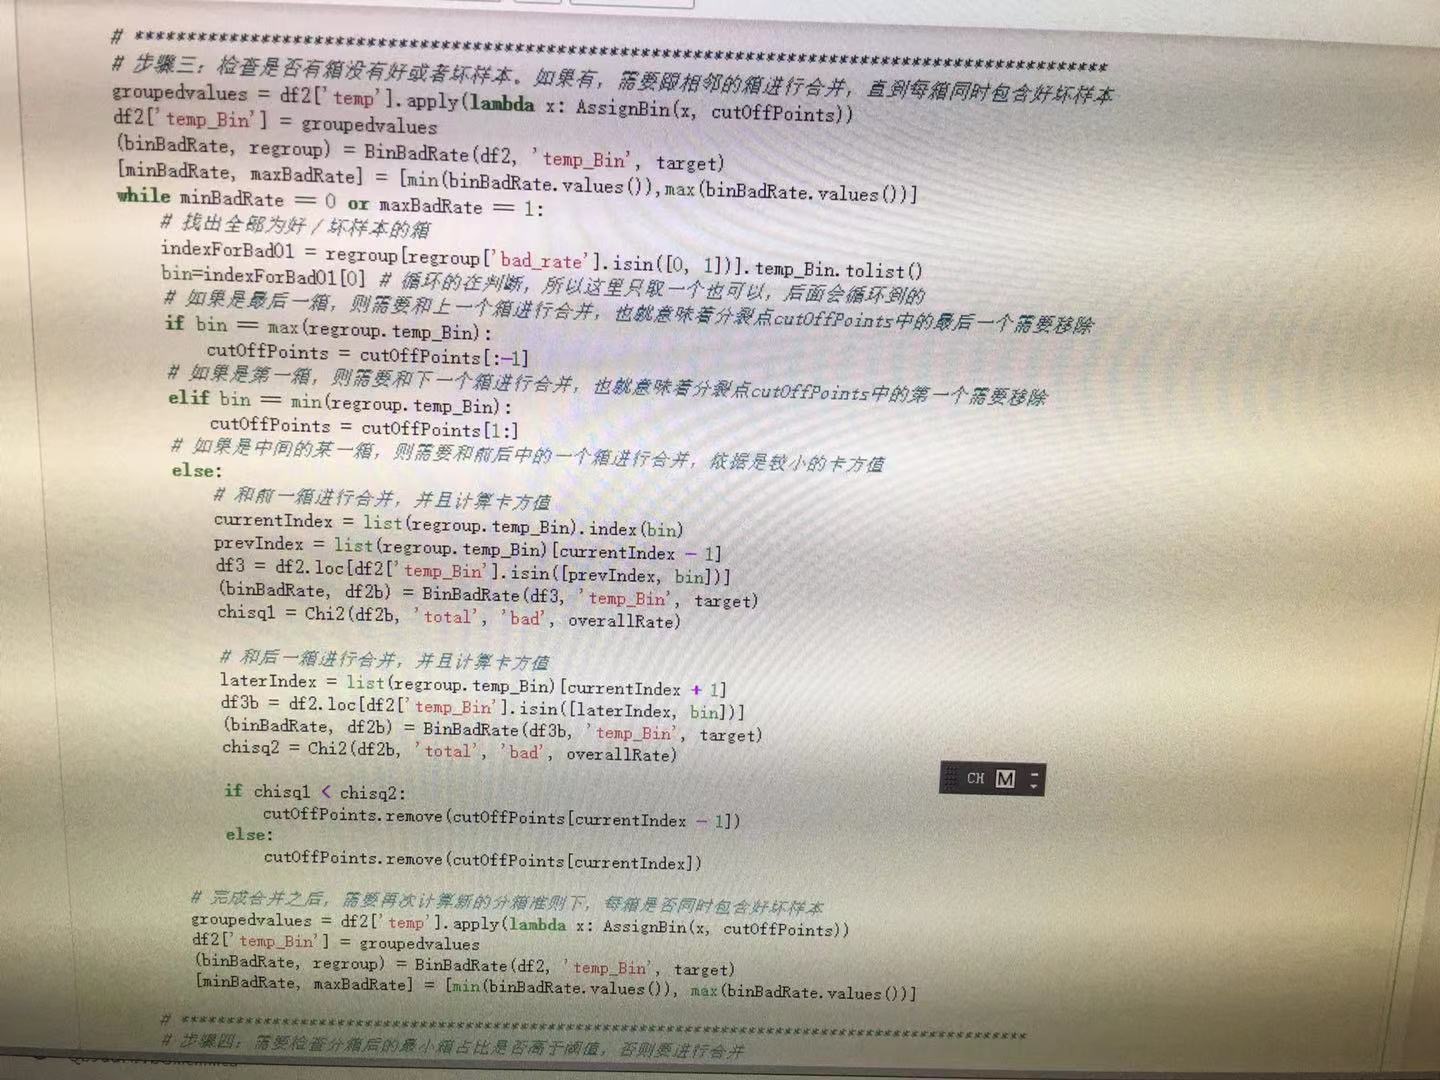 # ********************************************************************************
# 步骤三：检查是否有箱没有好或者坏样本。如果有，需要跟相邻的箱进行合并，直到每箱同时包含好坏样本
groupedvalues = df2['temp'].apply(lambda x: AssignBin(x, cutOffPoints))
df2['temp_Bin'] = groupedvalues
(binBadRate, regroup) = BinBadRate(df2, 'temp_Bin', target)
[minBadRate, maxBadRate] = [min(binBadRate.values()),max(binBadRate.values())]
while minBadRate == 0 or maxBadRate == 1:
# 找出全部为好／坏样本的箱
indexForBad01 = regroup[regroup['bad_rate'].isin([0, 1])].temp_Bin.tolist()
bin=indexForBad01[0] # 循环的在判断，所以这里只取一个也可以，后面会循环到的
# 如果是最后一箱，则需要和上一个箱进行合并，也就意味着分裂点cutOffPoints中的最后一个需要移除
if bin == max(regroup.temp_Bin):
cutOffPoints = cutOffPoints[:-1]
# 如果是第一箱，则需要和下一个箱进行合并，也就意味着分裂点cutOffPoints中的第一个需要移除
elif bin == min(regroup.temp_Bin):
cutOffPoints = cutOffPoints[1:]
# 如果是中间的某一箱，则需要和前后中的一个箱进行合并，依据是较小的卡方值
else:
# 和前一箱进行合并，并且计算卡方值
currentIndex = list(regroup.temp_Bin).index(bin)
prevIndex = list(regroup.temp_Bin)[currentIndex - 1]
df3 = df2.loc[df2['temp_Bin'].isin([prevIndex, bin])]
(binBadRate, df2b) = BinBadRate(df3, 'temp_Bin', target)
chisq1 = Chi2(df2b, 'total', 'bad', overallRate)
# 和后一箱进行合并，并且计算卡方值
laterIndex = list(regroup.temp_Bin)[currentIndex + 1]
df3b = df2.loc[df2['temp_Bin'].isin([laterIndex, bin])]
(binBadRate, df2b) = BinBadRate(df3b, 'temp_Bin', target)
chisq2 = Chi2(df2b, 'total', 'bad', overallRate)
CH M
if chisq1 < chisq2:
cutOffPoints.remove(cutOffPoints[currentIndex - 1])
else:
cutOffPoints.remove(cutOffPoints[currentIndex])
# 完成合并之后，需要再次计算新的分箱准则下，每箱是否同时包含好坏样本
groupedvalues = df2['temp'].apply(lambda x: AssignBin(x, cutOffPoints))
df2['temp_Bin'] = groupedvalues
(binBadRate, regroup) = BinBadRate(df2, 'temp_Bin', target)
[minBadRate, maxBadRate] = [min(binBadRate.values()), max(binBadRate.values())]
# ********************************************************************************
# 步骤四：需要检查分箱后的最小箱占比是否高于阈值，否则要进行合并